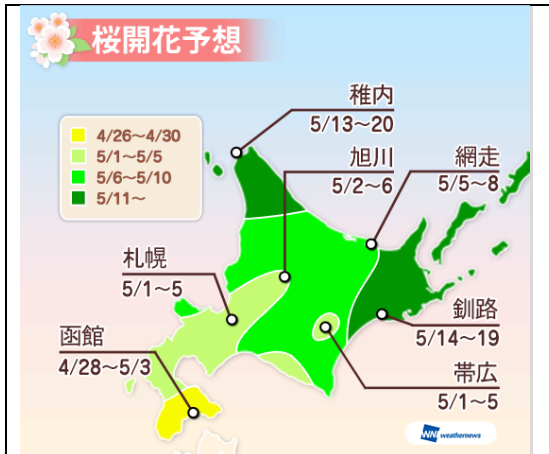 桜開花予想
4/26～4/30
5/1～5/5
5/6～5/10
5/11～
稚内
5/13～20
旭川
5/2～6
網走
5/5～8
札幌
5/1～5
函館
4/28～5/3
釧路
5/14～19
帯広
5/1～5
WNI weathernews